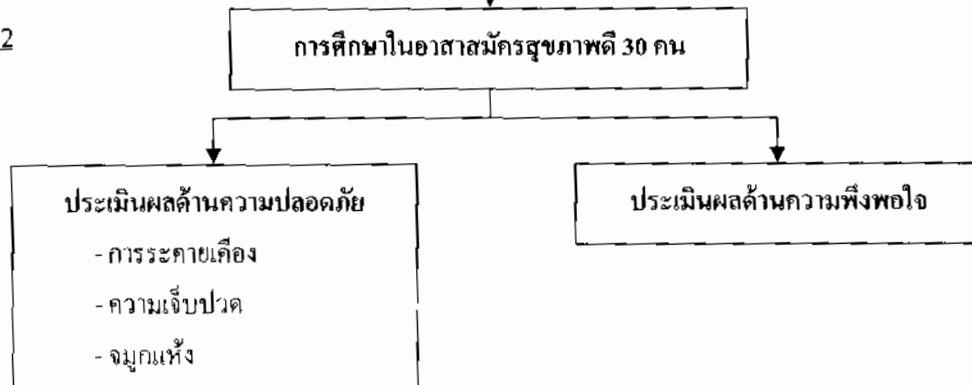 2
การศึกษาในอาสาสมัครสุขภาพดี 30 คน
ประเมินผลด้านความปลอดภัย
- การระคายเคือง
- ความเจ็บปวด
- จมูกแห้ง
ประเมินผลด้านความพึงพอใจ